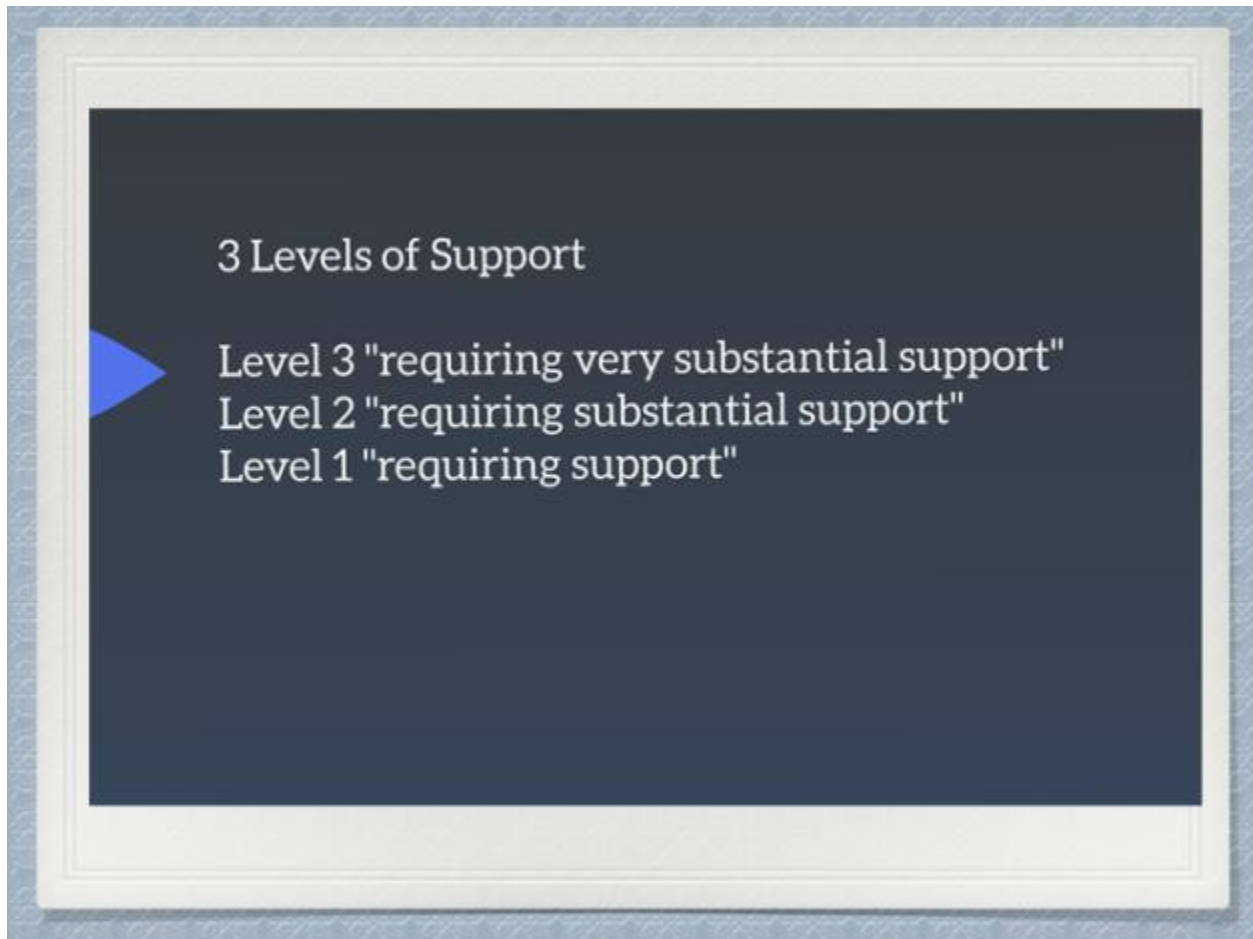 3 Levels of Support
Level 3 "requiring very substantial support"
Level 2 "requiring substantial support"
Level 1 "requiring support"